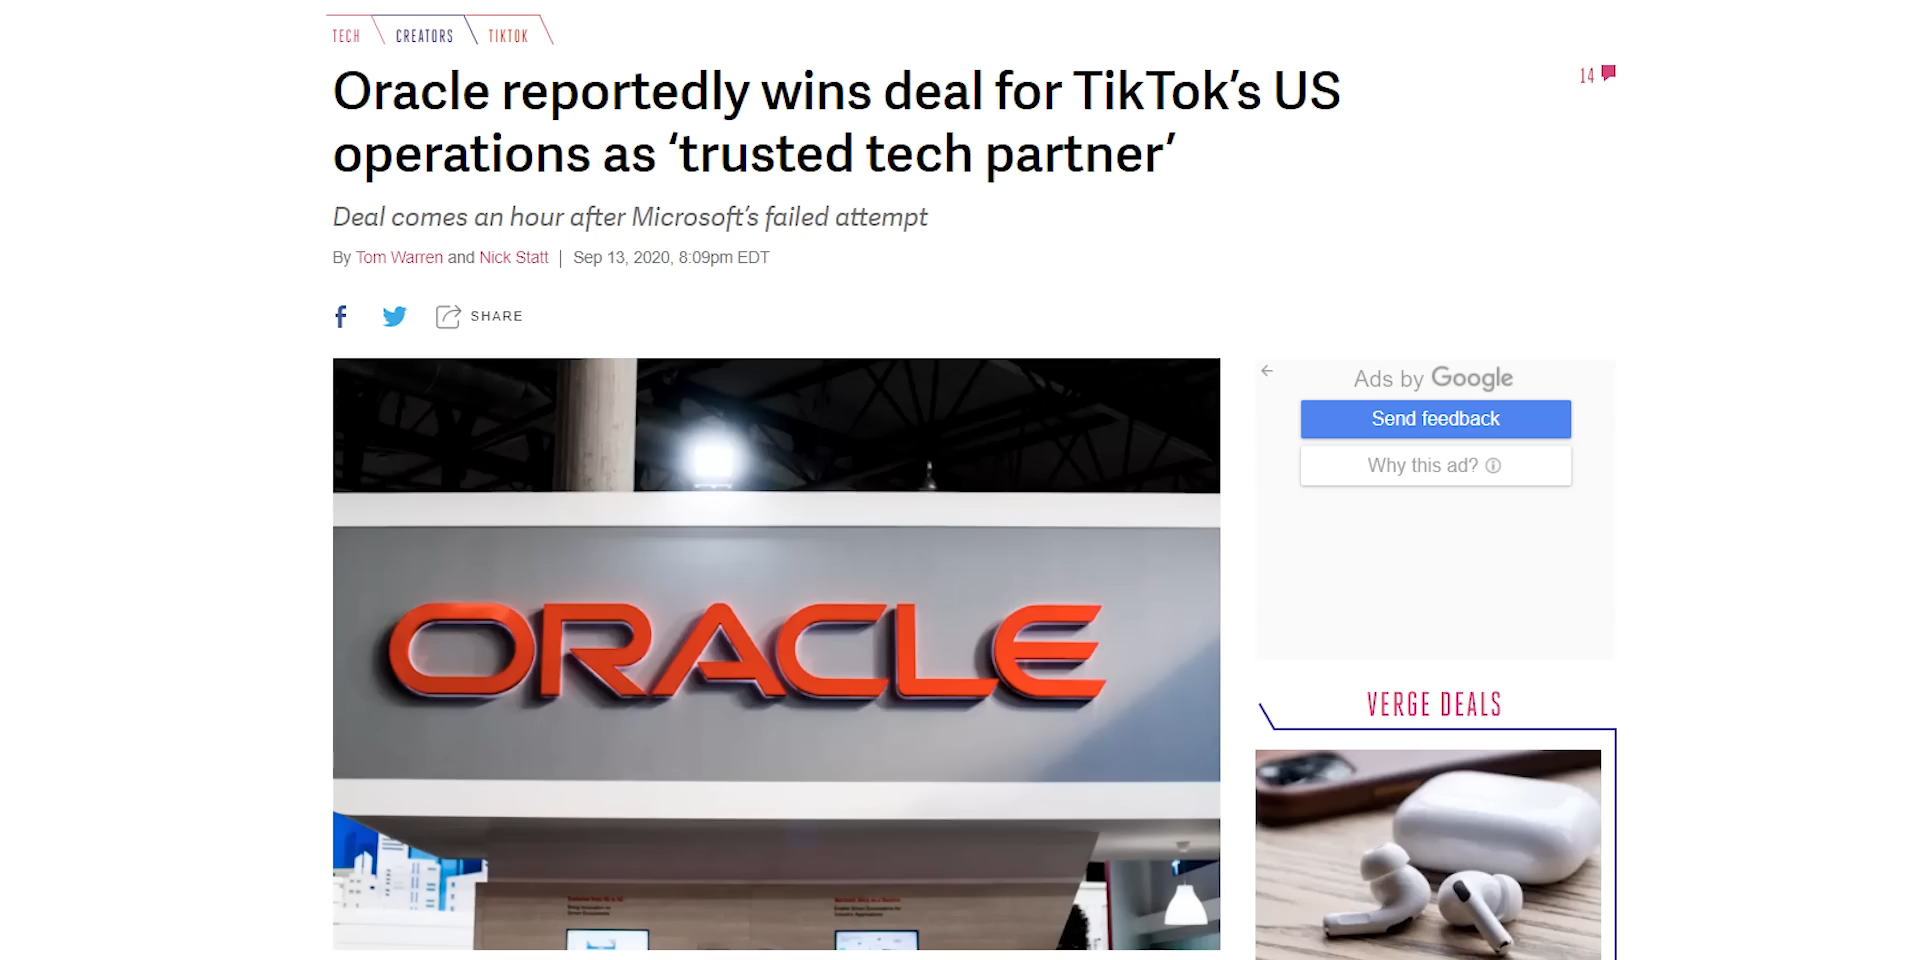 TECH
CREATORS
TIKTOK
Oracle reportedly wins deal for TikTok’s US
operations as ‘trusted tech partner’
14
Deal comes an hour after Microsoft’s failed attempt
By Tom Warren and Nick Statt | Sep 13, 2020, 8:09pm EDT
SHARE
ORACLE
Ads by Google
Send feedback
Why this ad?
VERGE DEALS